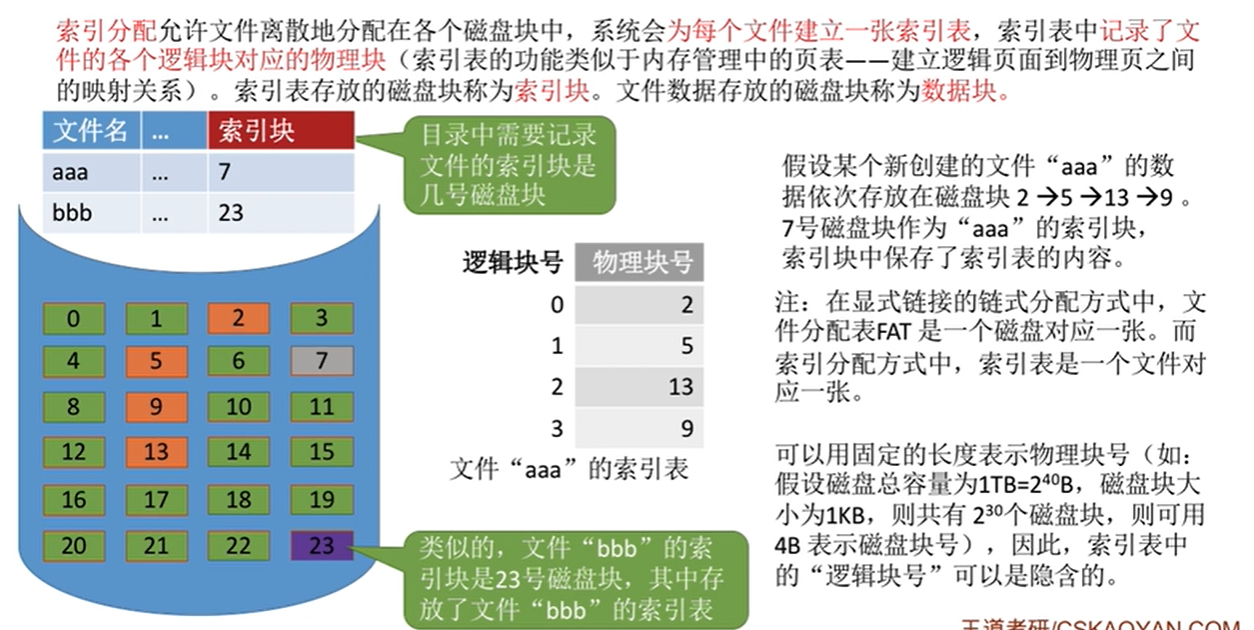 索引分配允许文件离散地分配在各个磁盘块中，系统会为每个文件建立一张索引表，索引表中记录了文
件的各个逻辑块对应的物理块（索引表的功能类似于内存管理中的页表——建立逻辑页面到物理页之间
的映射关系）。索引表存放的磁盘块称为索引块。文件数据存放的磁盘块称为数据块。
文件名 ... 索引块
aaa ... 7
bbb ... 23
目录中需要记录
文件的索引块是
几号磁盘块
0 1 2 3
4 5 6 7
8 9 10 11
12 13 14 15
16 17 18 19
20 21 22 23
逻辑块号 物理块号
0 2
1 5
2 13
3 9
文件“aaa”的索引表
类似的，文件“bbb”的索
引块是23号磁盘块，其中存
放了文件“bbb”的索引表
假设某个新创建的文件“aaa”的数
据依次存放在磁盘块 2 →5 →13 →9 。
7号磁盘块作为“aaa”的索引块，
索引块中保存了索引表的内容。
注：在显式链接的链式分配方式中，文
件分配表FAT 是一个磁盘对应一张。而
索引分配方式中，索引表是一个文件对
应一张。
可以用固定的长度表示物理块号（如：
假设磁盘总容量为1TB=2⁴⁰B，磁盘块大
小为1KB，则共有 2³⁰个磁盘块，则可用
4B 表示磁盘块号），因此，索引表中
的“逻辑块号”可以是隐含的。
王道考研/CSKAOYAN.COM